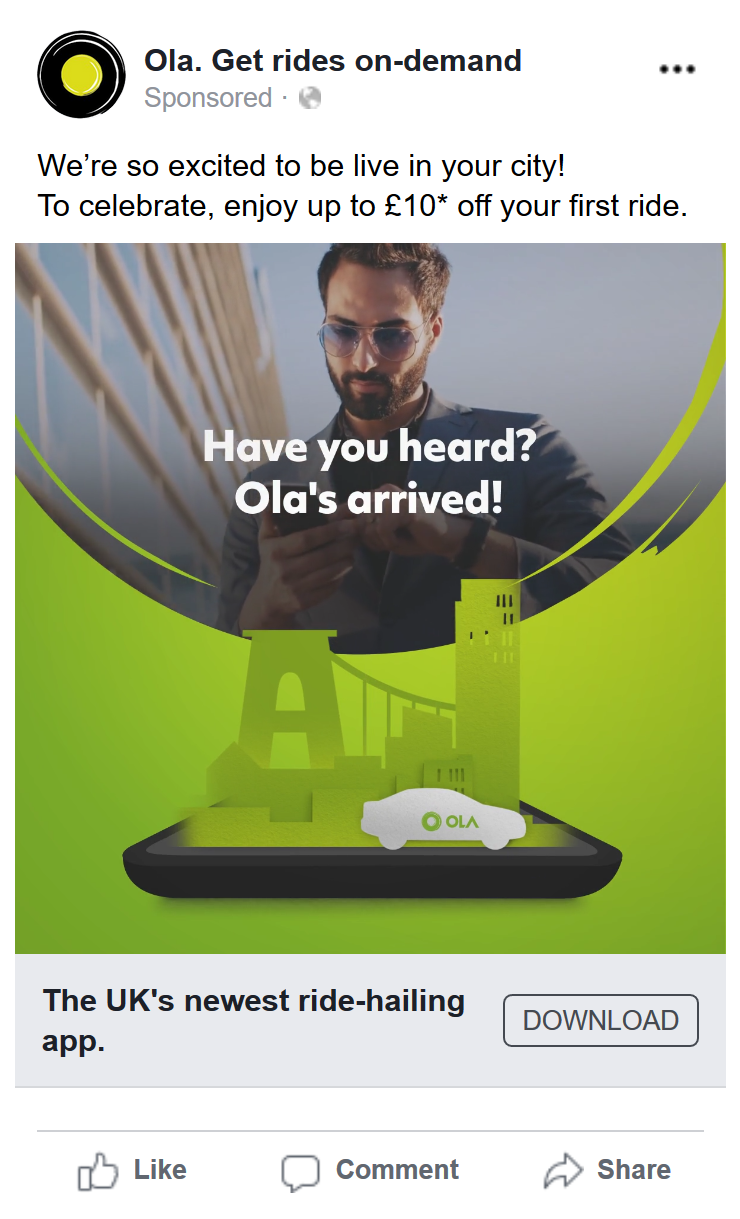 Ola. Get rides on-demand
Sponsored ·
We’re so excited to be live in your city!
To celebrate, enjoy up to £10* off your first ride.
Have you heard?
Ola's arrived!
OLA
The UK's newest ride-hailing
app.
DOWNLOAD
Like
Comment
Share